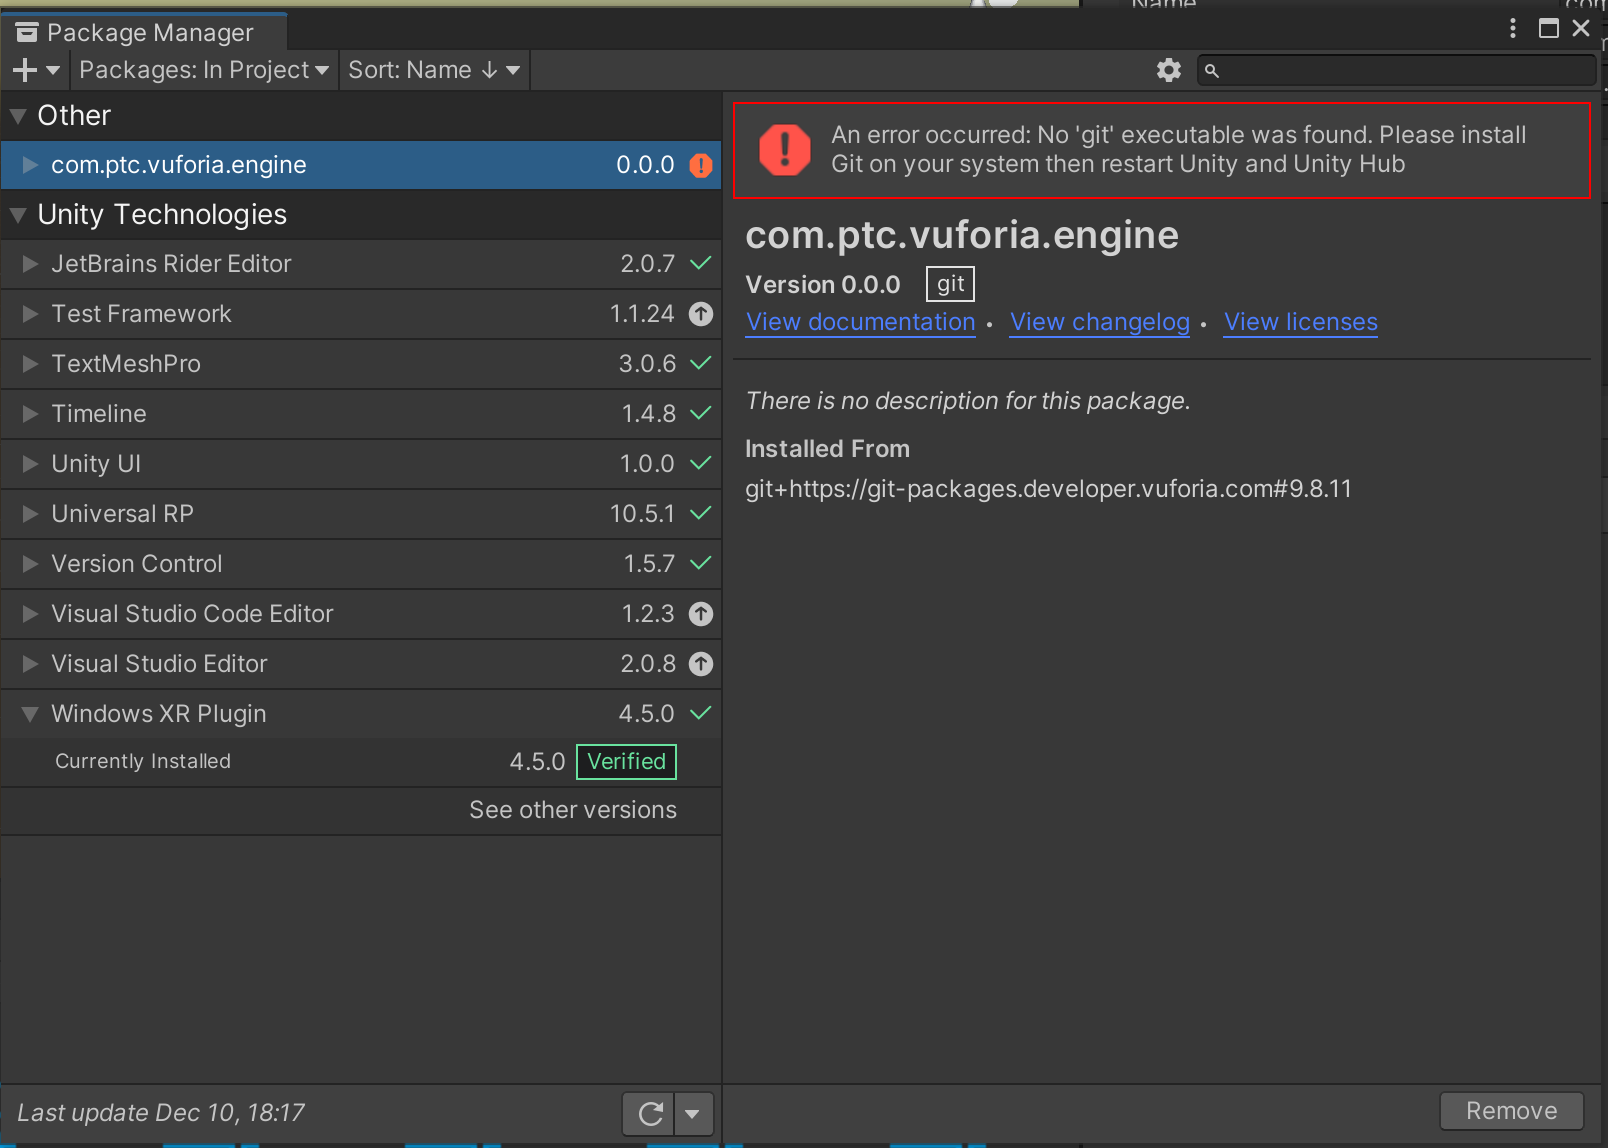 Name
Package Manager
Packages: In Project
Sort: Name ↓
Other
com.ptc.vuforia.engine 0.0.0
Unity Technologies
JetBrains Rider Editor 2.0.7
Test Framework 1.1.24
TextMeshPro 3.0.6
Timeline 1.4.8
Unity UI 1.0.0
Universal RP 10.5.1
Version Control 1.5.7
Visual Studio Code Editor 1.2.3
Visual Studio Editor 2.0.8
Windows XR Plugin 4.5.0
Currently Installed 4.5.0 Verified
See other versions
Last update Dec 10, 18:17
An error occurred: No 'git' executable was found. Please install
Git on your system then restart Unity and Unity Hub
com.ptc.vuforia.engine
Version 0.0.0 git
View documentation • View changelog • View licenses
There is no description for this package.
Installed From
git+https://git-packages.developer.vuforia.com#9.8.11
Remove